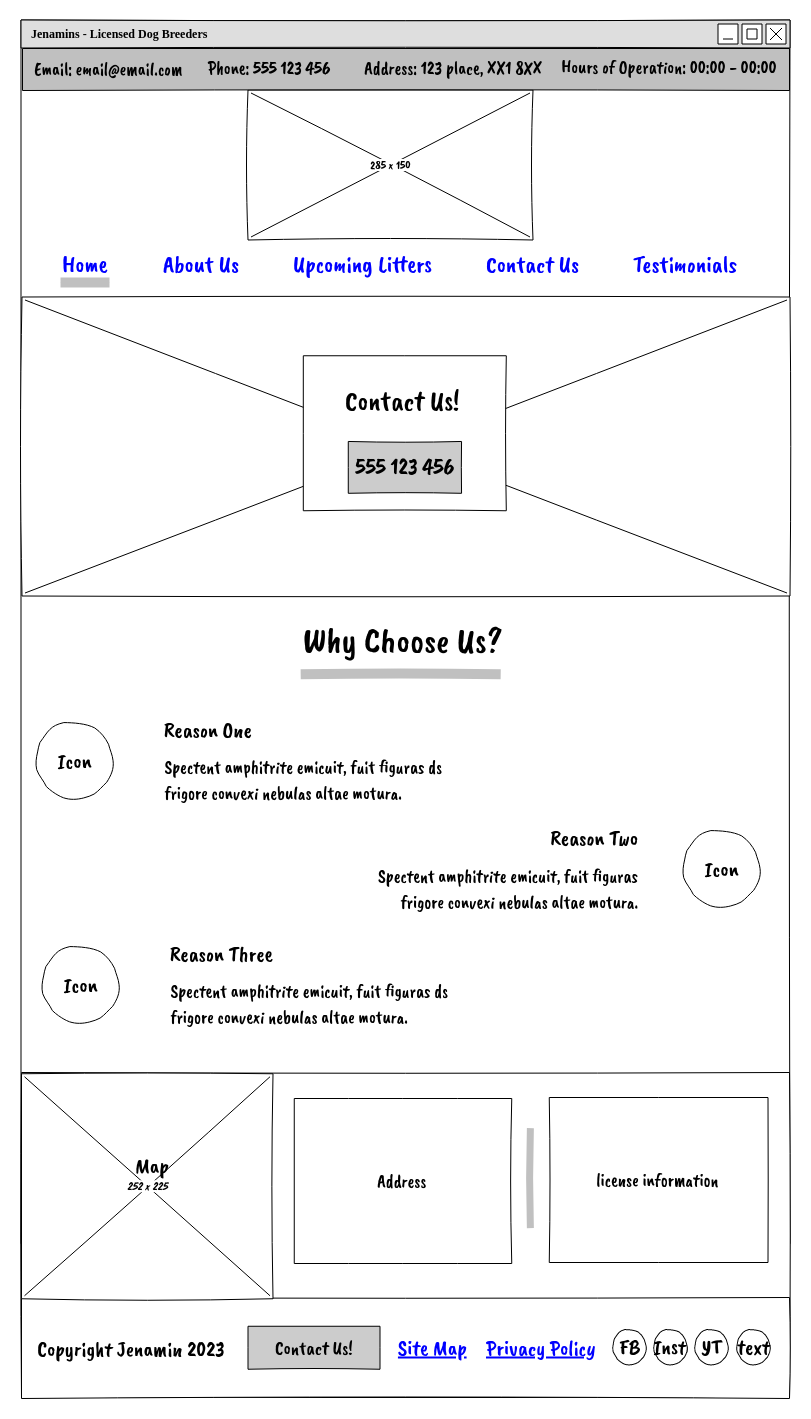 Jenamins - Licensed Dog Breeders
Email: email@email.com Phone: 555 123 456 Address: 123 place, XX1 8XX Hours of Operation: 00:00 - 00:00
285 x 150
Home About Us Upcoming Litters Contact Us Testimonials
Contact Us!
555 123 456
Why Choose Us?
Icon
Reason One
Spectent amphitrite emicuit, fuit figuras ds
frigore convexi nebulas altae motura.
Reason Two
Spectent amphitrite emicuit, fuit figuras
frigore convexi nebulas altae motura.
Icon
Icon
Reason Three
Spectent amphitrite emicuit, fuit figuras ds
frigore convexi nebulas altae motura.
Map
252 x 225
Address
license information
Copyright Jenamin 2023 Contact Us! Site Map Privacy Policy FB Inst YT text